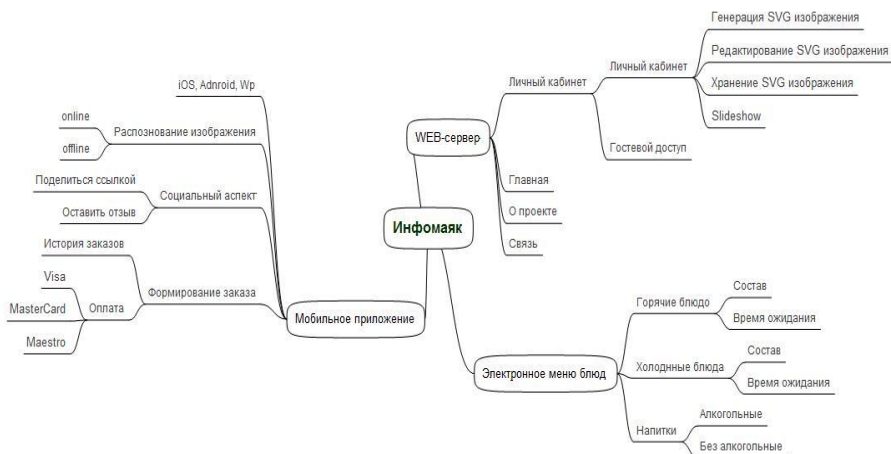 Инфомаяк
WEB-сервер
Личный кабинет
Личный кабинет
Генерация SVG изображения
Редактирование SVG изображения
Хранение SVG изображения
Slideshow
Гостевой доступ
Главная
О проекте
Связь
Мобильное приложение
iOS, Adnroid, Wp
Распознование изображения
online
offline
Социальный аспект
Поделиться ссылкой
Оставить отзыв
Формирование заказа
История заказов
Оплата
Visa
MasterCard
Maestro
Электронное меню блюд
Горячие блюдо
Состав
Время ожидания
Холоднные блюда
Состав
Время ожидания
Напитки
Алкогольные
Без алкогольные